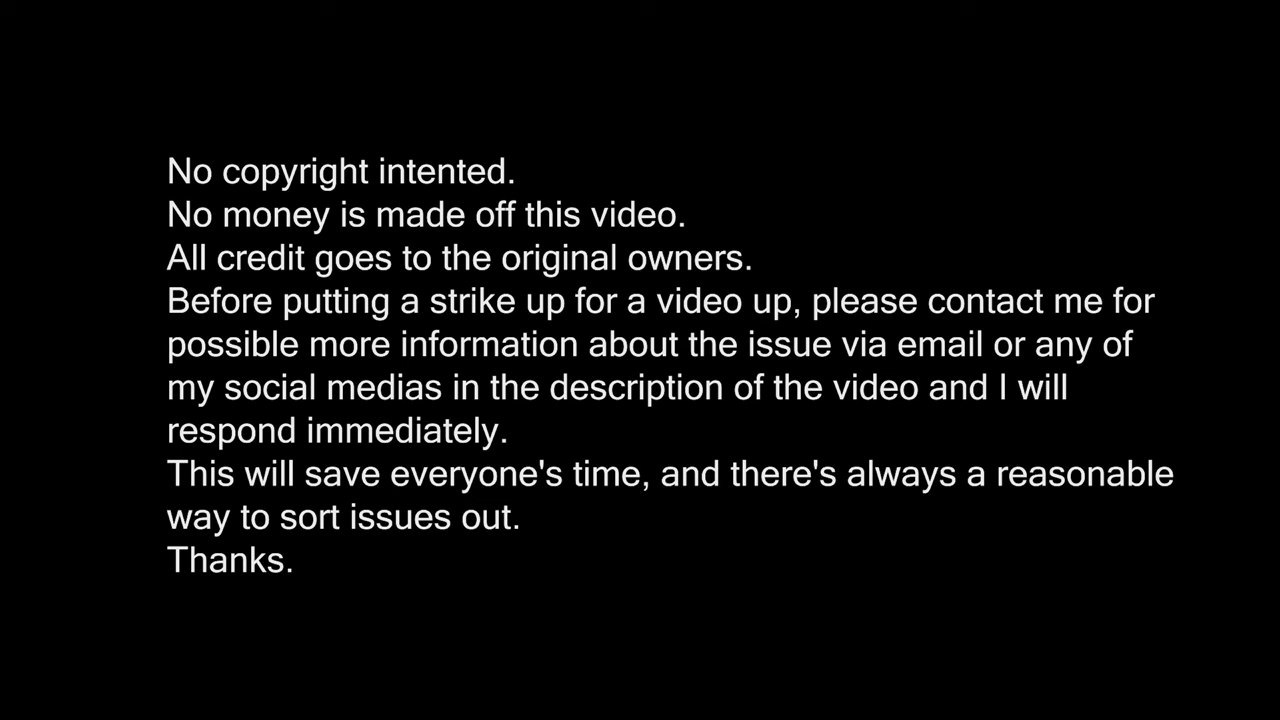 No copyright intented.
No money is made off this video.
All credit goes to the original owners.
Before putting a strike up for a video up, please contact me for
possible more information about the issue via email or any of
my social medias in the description of the video and I will
respond immediately.
This will save everyone's time, and there's always a reasonable
way to sort issues out.
Thanks.